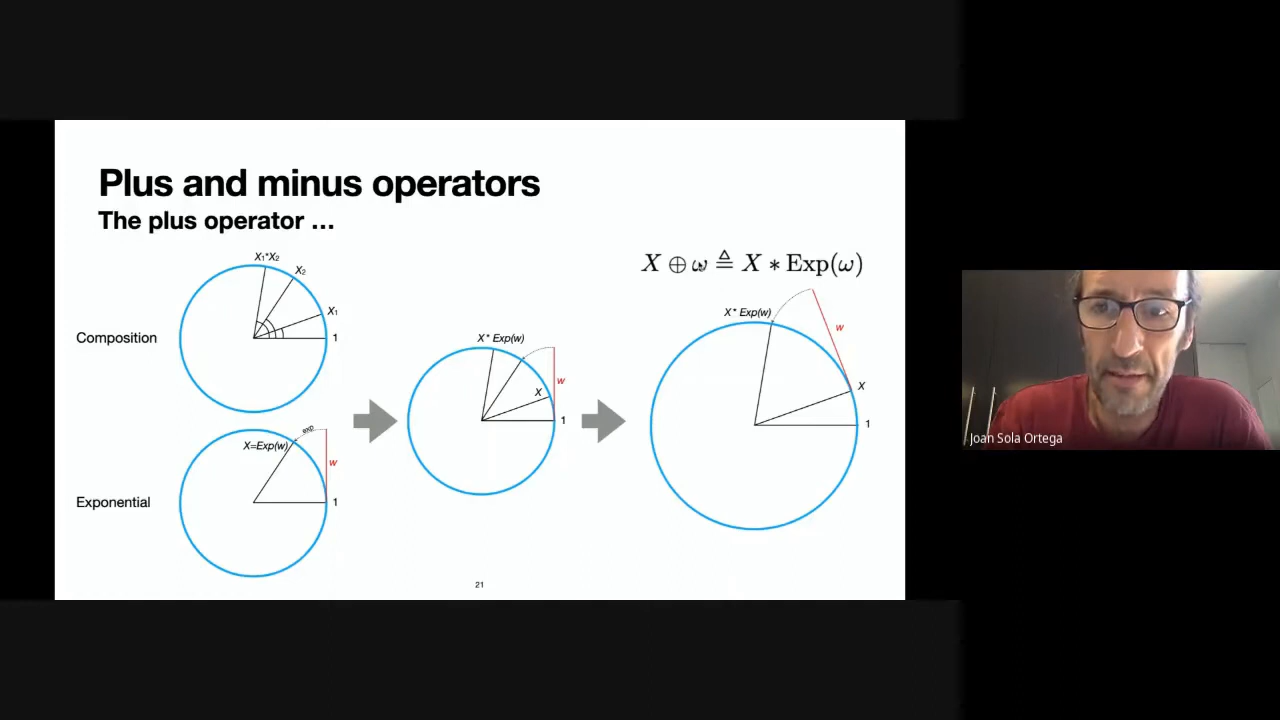 Plus and minus operators
The plus operator ...
X₁*X₂
X₂
X₁
1
Composition
exp
X=Exp(w)
w
1
Exponential
X* Exp(w)
w
X
1
X ⊕ ω ≜ X ∗ Exp(ω)
X* Exp(w)
w
X
1
21
Joan Sola Ortega